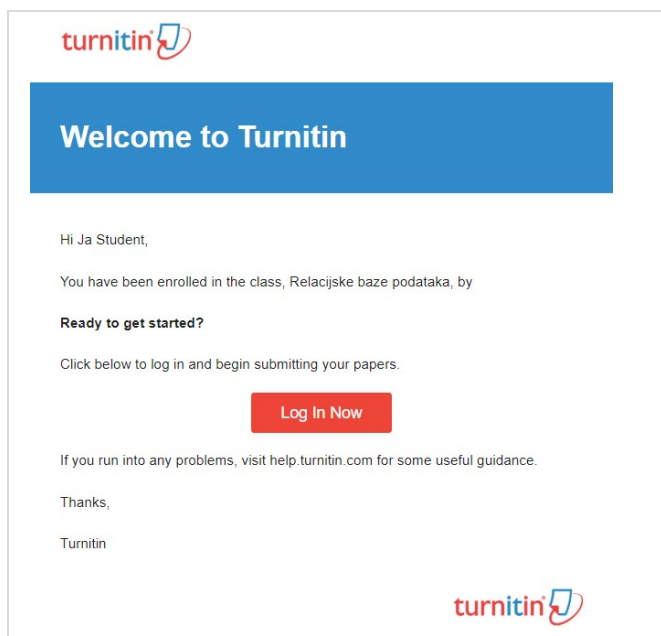 turnitin
Welcome to Turnitin
Hi Ja Student,
You have been enrolled in the class, Relacijske baze podataka, by
Ready to get started?
Click below to log in and begin submitting your papers.
Log In Now
If you run into any problems, visit help.turnitin.com for some useful guidance.
Thanks,
Turnitin
turnitin